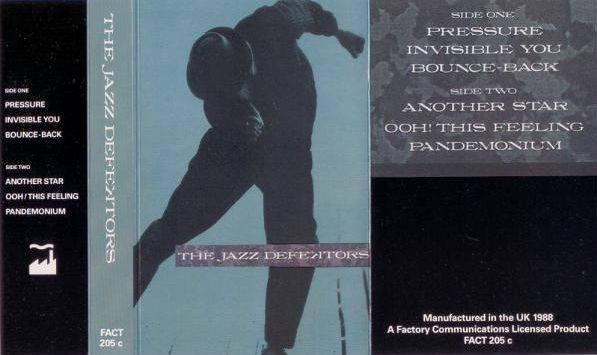 SIDE ONE
PRESSURE
INVISIBLE YOU
BOUNCE-BACK
SIDE TWO
ANOTHER STAR
OOH! THIS FEELING
PANDEMONIUM
THE JAZZ DEFEKTORS
FACT
205 c
THE JAZZ DEFEKTORS
SIDE ONE
PRESSURE
INVISIBLE YOU
BOUNCE-BACK
SIDE TWO
ANOTHER STAR
OOH! THIS FEELING
PANDEMONIUM
Manufactured in the UK 1988
A Factory Communications Licensed Product
FACT 205 c